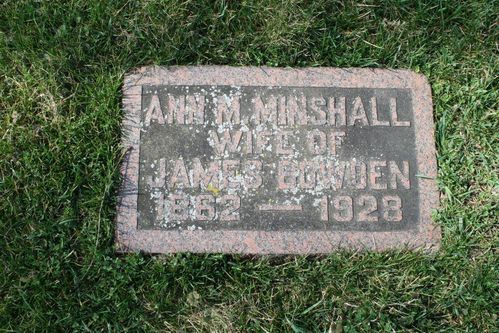 ANN M. MINSHALL
WIFE OF
JAMES BOWDEN
1862 — 1928